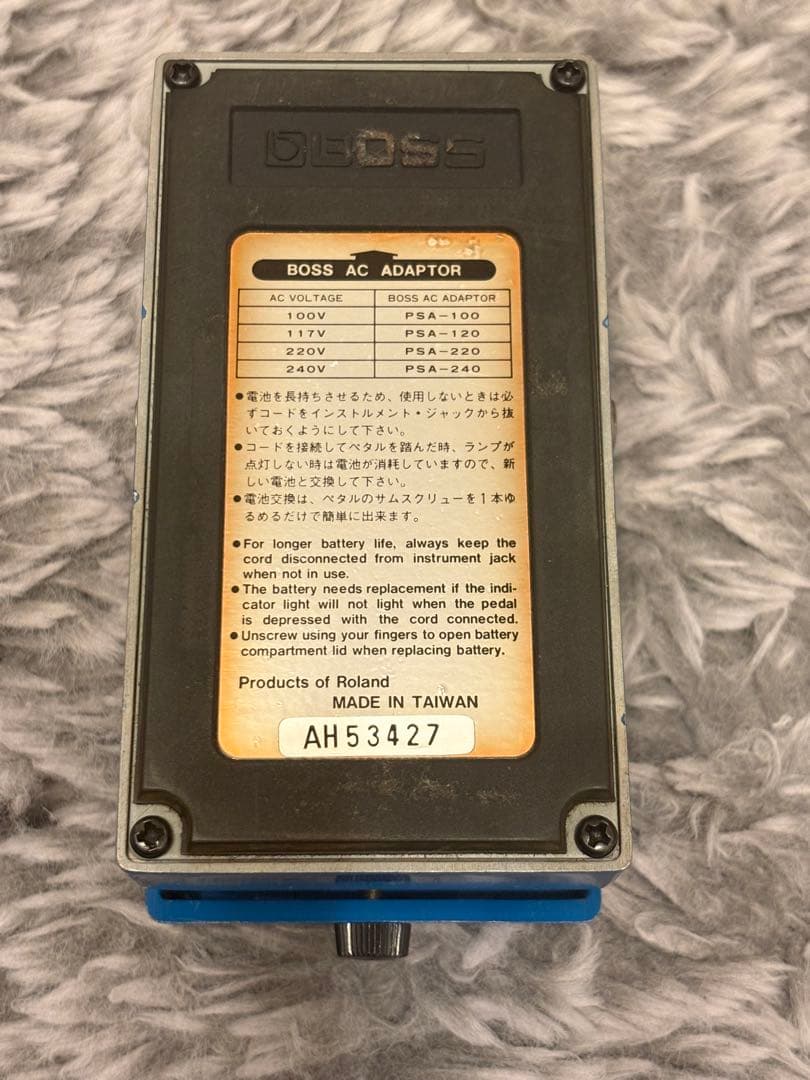 BOSS
BOSS AC ADAPTOR
AC VOLTAGE BOSS AC ADAPTOR
100V PSA-100
117V PSA-120
220V PSA-220
240V PSA-240
●電池を長持ちさせるため、使用しないときは必
ずコードをインストルメント・ジャックから抜
いておくようにして下さい。
●コードを接続してペタルを踏んだ時、ランプが
点灯しない時は電池が消耗していますので、新
しい電池と交換して下さい。
●電池交換は、ペタルのサムスクリューを1本ゆ
るめるだけで簡単に出来ます。
●For longer battery life, always keep the
cord disconnected from instrument jack
when not in use.
●The battery needs replacement if the indi-
cator light will not light when the pedal
is depressed with the cord connected.
●Unscrew using your fingers to open battery
compartment lid when replacing battery.
Products of Roland
MADE IN TAIWAN
AH53427